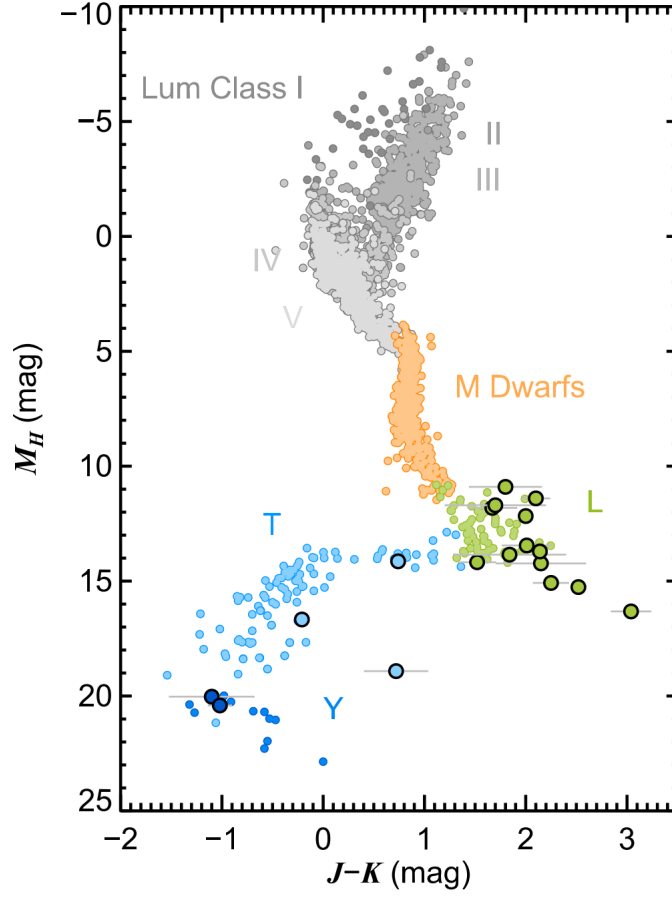 −10
Lum Class I
−5
II
III
0
IV
V
5
M Dwarfs
10
L
T
15
20
Y
25
−2
−1
0
1
2
3
M_H (mag)
J−K (mag)